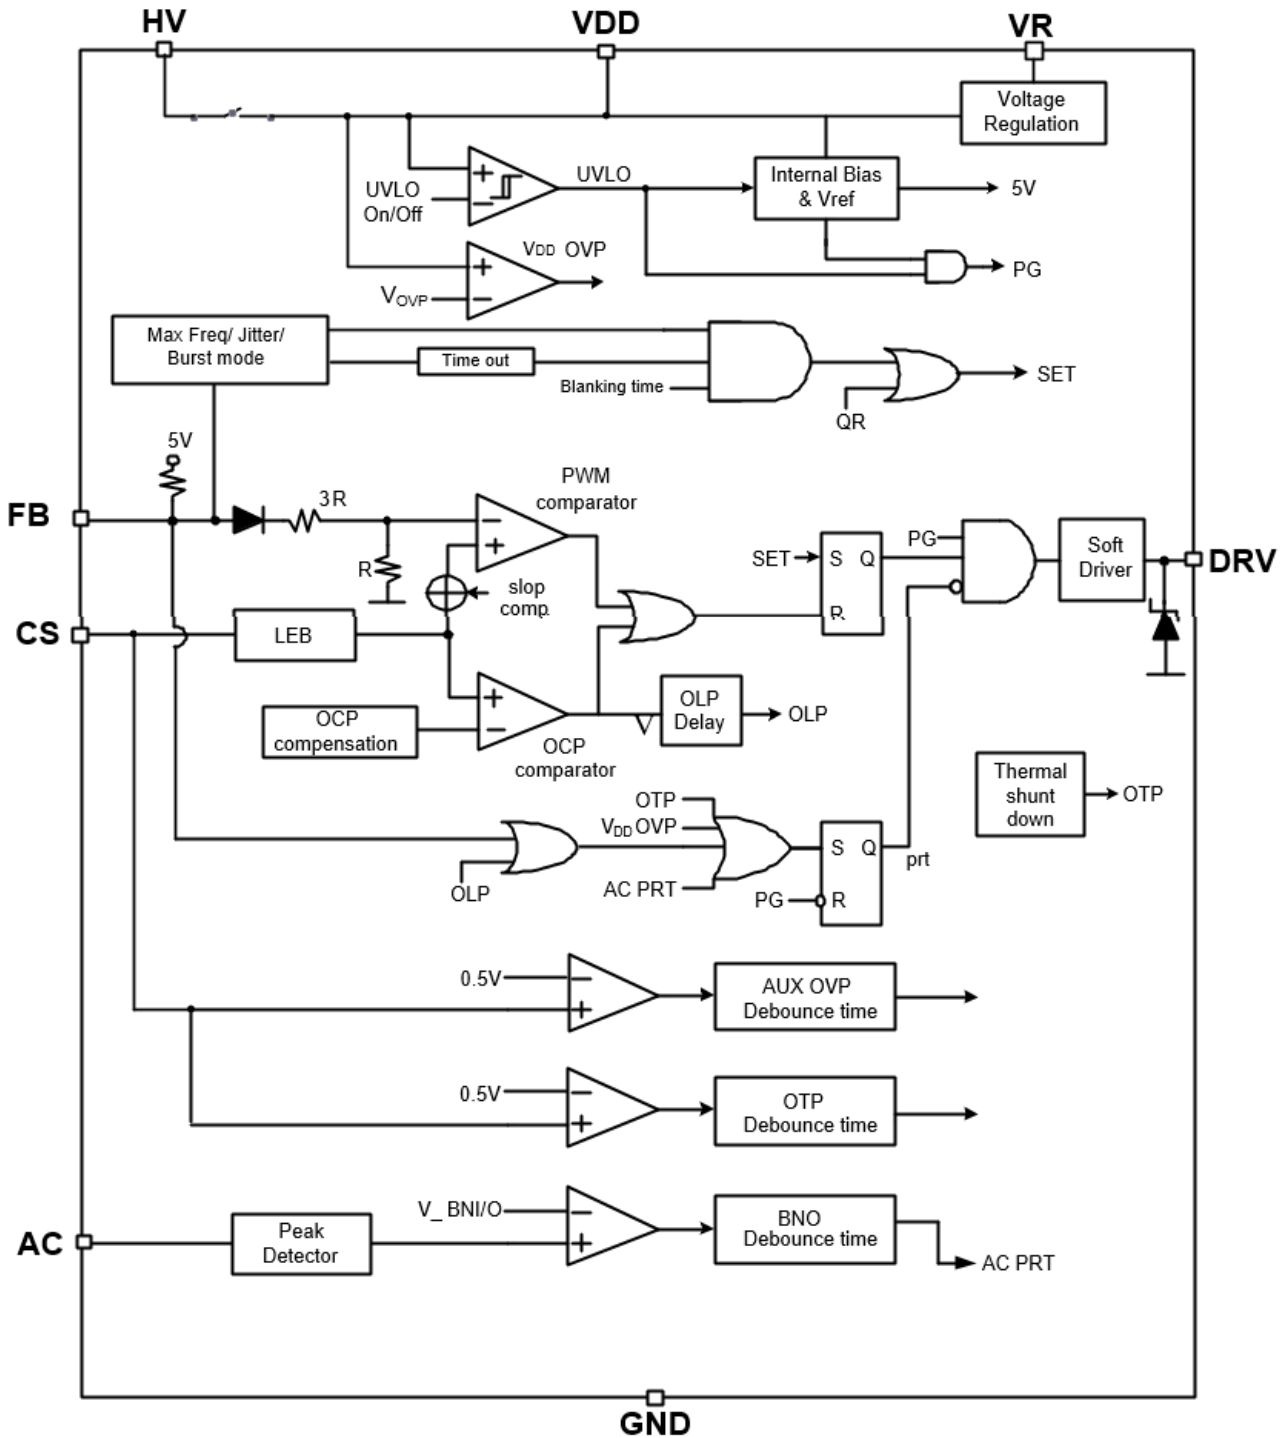 HV
VDD
VR
Voltage
Regulation
UVLO
On/Off
+
−
UVLO
Internal Bias
& Vref
5V
VDD OVP
VOVP
+
−
PG
Max Freq/ Jitter/
Burst mode
Time out
Blanking time
QR
SET
5V
FB
3R
R
PWM
comparator
−
+
slop
comp.
SET
S
Q
R
PG
Soft
Driver
DRV
CS
LEB
OCP
compensation
+
−
OCP
comparator
OLP
Delay
OLP
Thermal
shunt
down
OTP
OTP
VDD OVP
AC PRT
OLP
PG
S
Q
R
prt
0.5V
−
+
AUX OVP
Debounce time
0.5V
−
+
OTP
Debounce time
AC
Peak
Detector
V_ BNI/O
−
+
BNO
Debounce time
AC PRT
GND